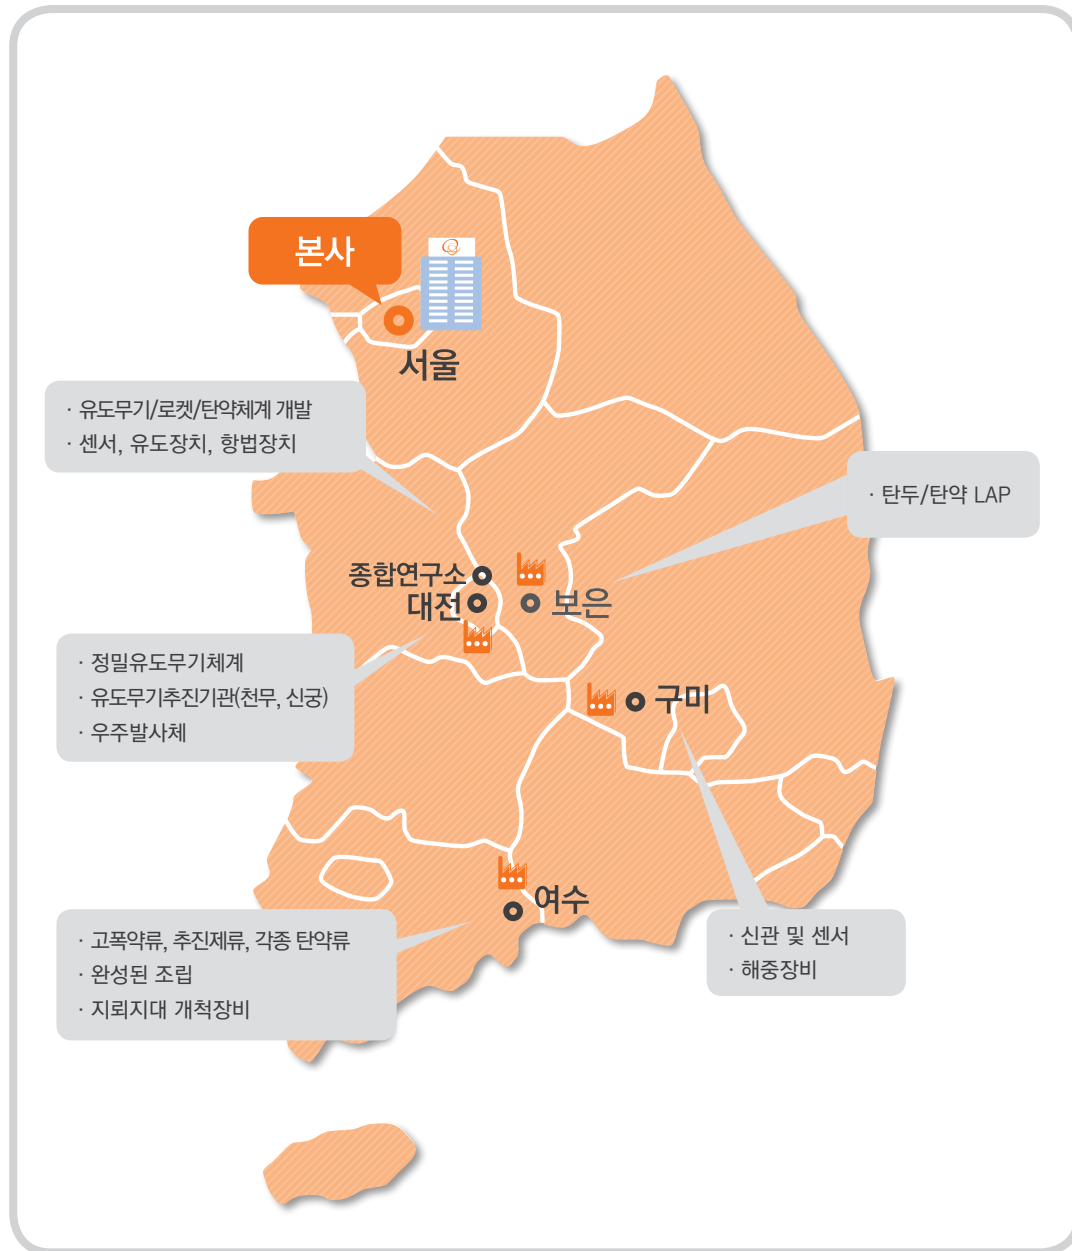 본사
서울
· 유도무기/로켓/탄약체계 개발
· 센서, 유도장치, 항법장치
· 탄두/탄약 LAP
종합연구소
대전
보은
· 정밀유도무기체계
· 유도무기추진기관(천무, 신궁)
· 우주발사체
구미
여수
· 고폭약류, 추진제류, 각종 탄약류
· 완성된 조립
· 지뢰지대 개척장비
· 신관 및 센서
· 해중장비